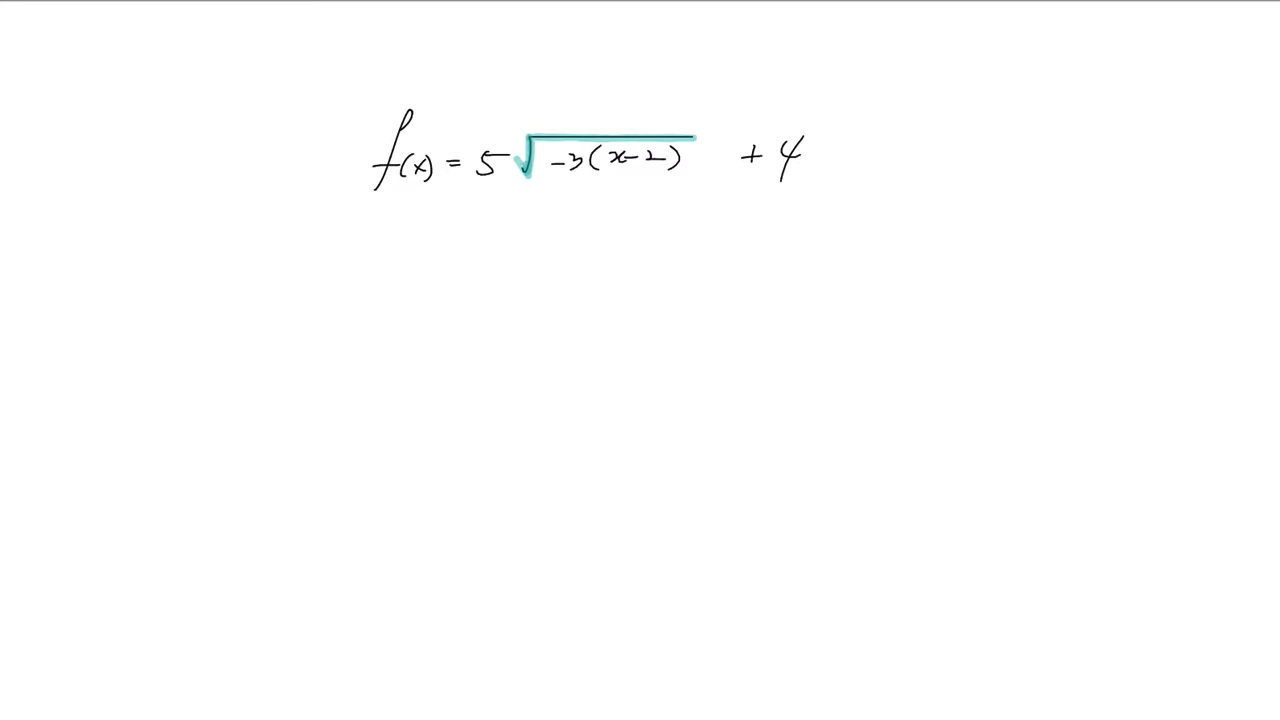 f(x) = 5√(-3(x-2)) + 4